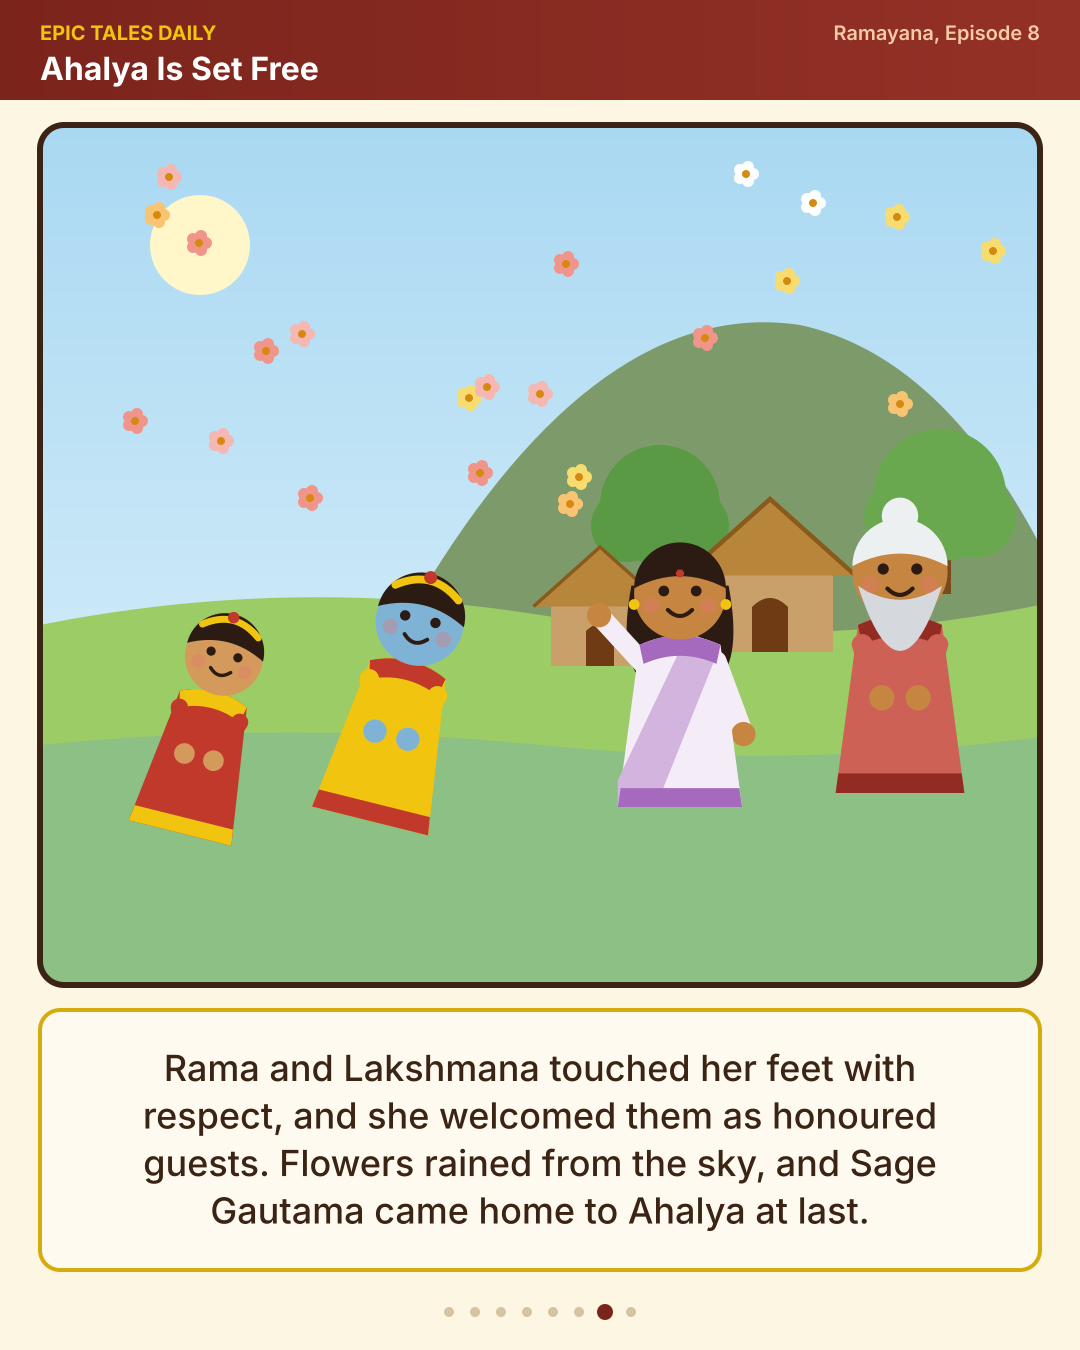 EPIC TALES DAILY
Ramayana, Episode 8
Ahalya Is Set Free
Rama and Lakshmana touched her feet with
respect, and she welcomed them as honoured
guests. Flowers rained from the sky, and Sage
Gautama came home to Ahalya at last.